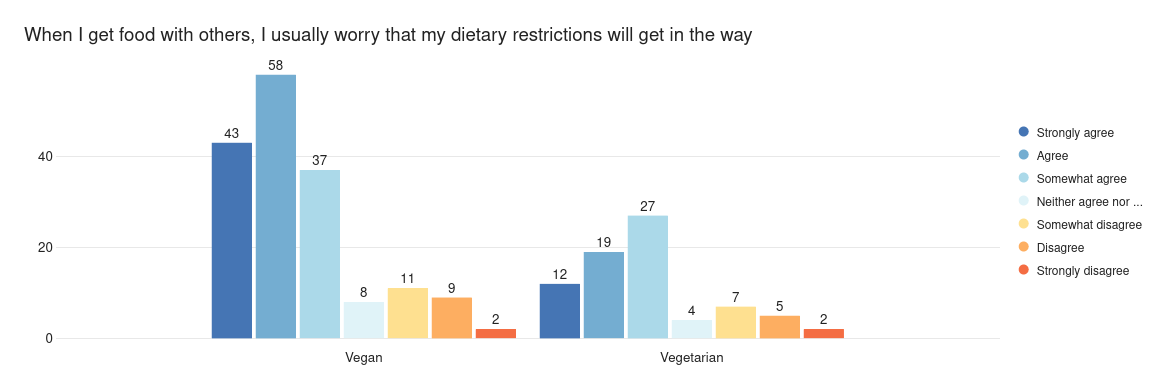 When I get food with others, I usually worry that my dietary restrictions will get in the way
58
43
37
8
11
9
2
12
19
27
4
7
5
2
40
20
0
Vegan
Vegetarian
Strongly agree
Agree
Somewhat agree
Neither agree nor ...
Somewhat disagree
Disagree
Strongly disagree